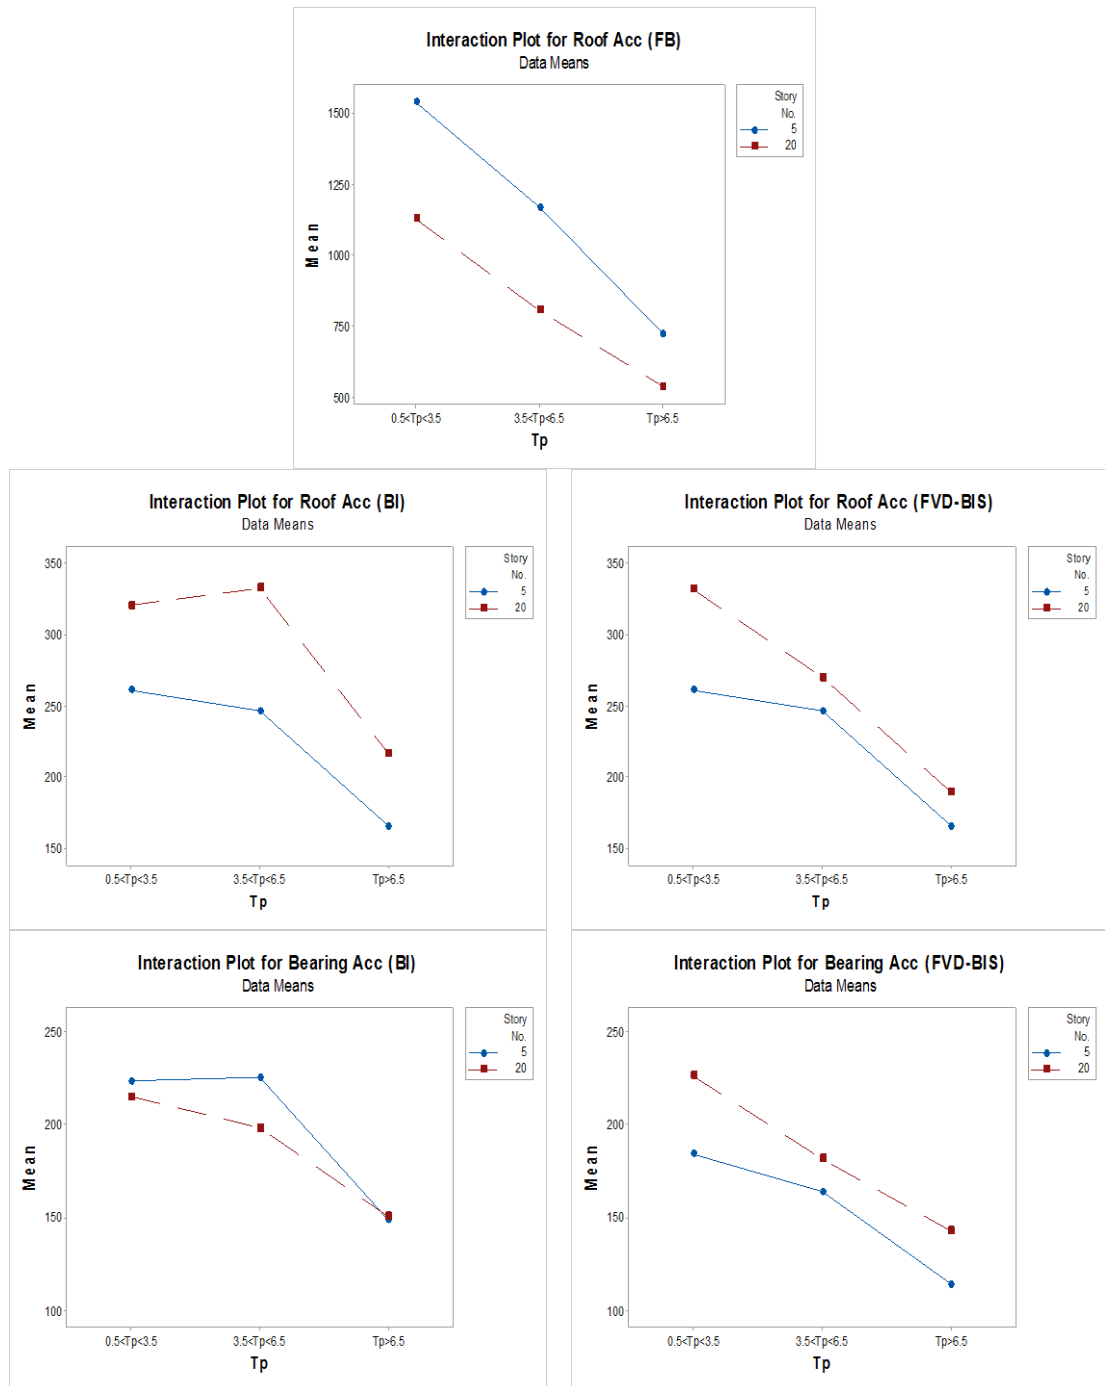 Interaction Plot for Roof Acc (FB)
Data Means
Story
No.
5
20
1500
1250
1000
750
500
Mean
0.5<Tp<3.5 3.5<Tp<6.5 Tp>6.5
Tp
Interaction Plot for Roof Acc (BI)
Data Means
Story
No.
5
20
350
300
250
200
150
Mean
0.5<Tp<3.5 3.5<Tp<6.5 Tp>6.5
Tp
Interaction Plot for Roof Acc (FVD-BIS)
Data Means
Story
No.
5
20
350
300
250
200
150
Mean
0.5<Tp<3.5 3.5<Tp<6.5 Tp>6.5
Tp
Interaction Plot for Bearing Acc (BI)
Data Means
Story
No.
5
20
250
200
150
100
Mean
0.5<Tp<3.5 3.5<Tp<6.5 Tp>6.5
Tp
Interaction Plot for Bearing Acc (FVD-BIS)
Data Means
Story
No.
5
20
250
200
150
100
Mean
0.5<Tp<3.5 3.5<Tp<6.5 Tp>6.5
Tp